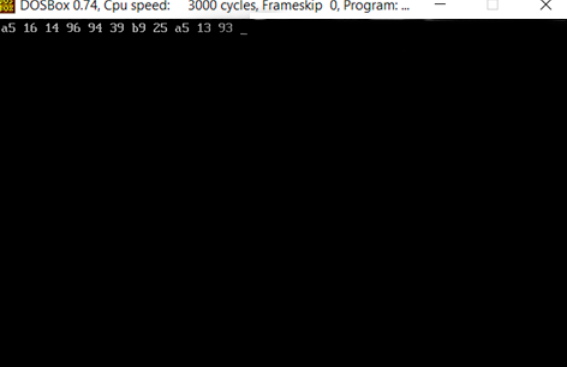 DOSBox 0.74, Cpu speed: 3000 cycles, Frameskip 0, Program: ...
a5 16 14 96 94 39 b9 25 a5 13 93 _